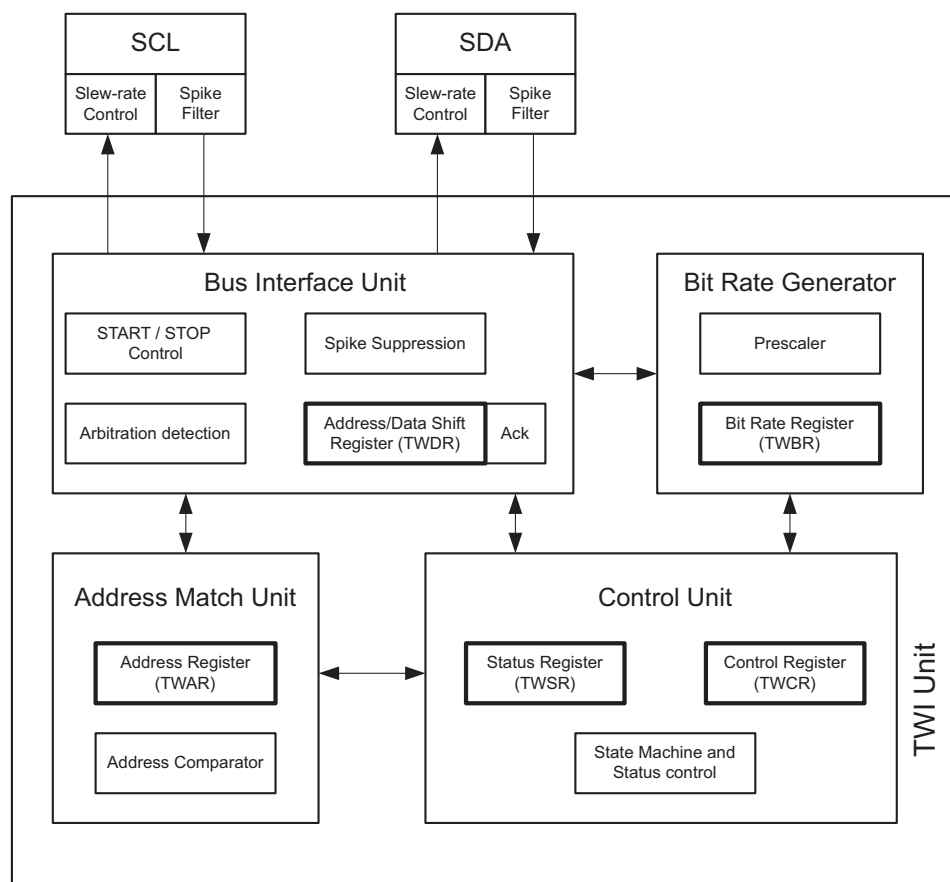 SCL
SDA
Slew-rate
Control
Spike
Filter
Slew-rate
Control
Spike
Filter
Bus Interface Unit
START / STOP
Control
Spike Suppression
Arbitration detection
Address/Data Shift
Register (TWDR)
Ack
Bit Rate Generator
Prescaler
Bit Rate Register
(TWBR)
Address Match Unit
Address Register
(TWAR)
Address Comparator
Control Unit
Status Register
(TWSR)
Control Register
(TWCR)
State Machine and
Status control
TWI Unit